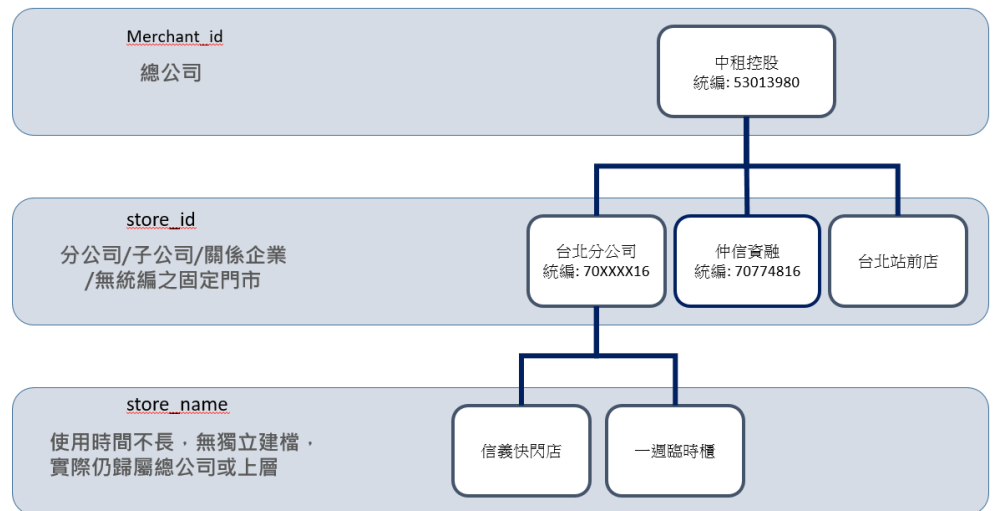 Merchant_id
總公司
中租控股
統編: 53013980
store_id
分公司/子公司/關係企業
/無統編之固定門市
台北分公司
統編: 70XXXX16
仲信資融
統編: 70774816
台北站前店
store_name
使用時間不長，無獨立建檔，
實際仍歸屬總公司或上層
信義快閃店
一週臨時櫃